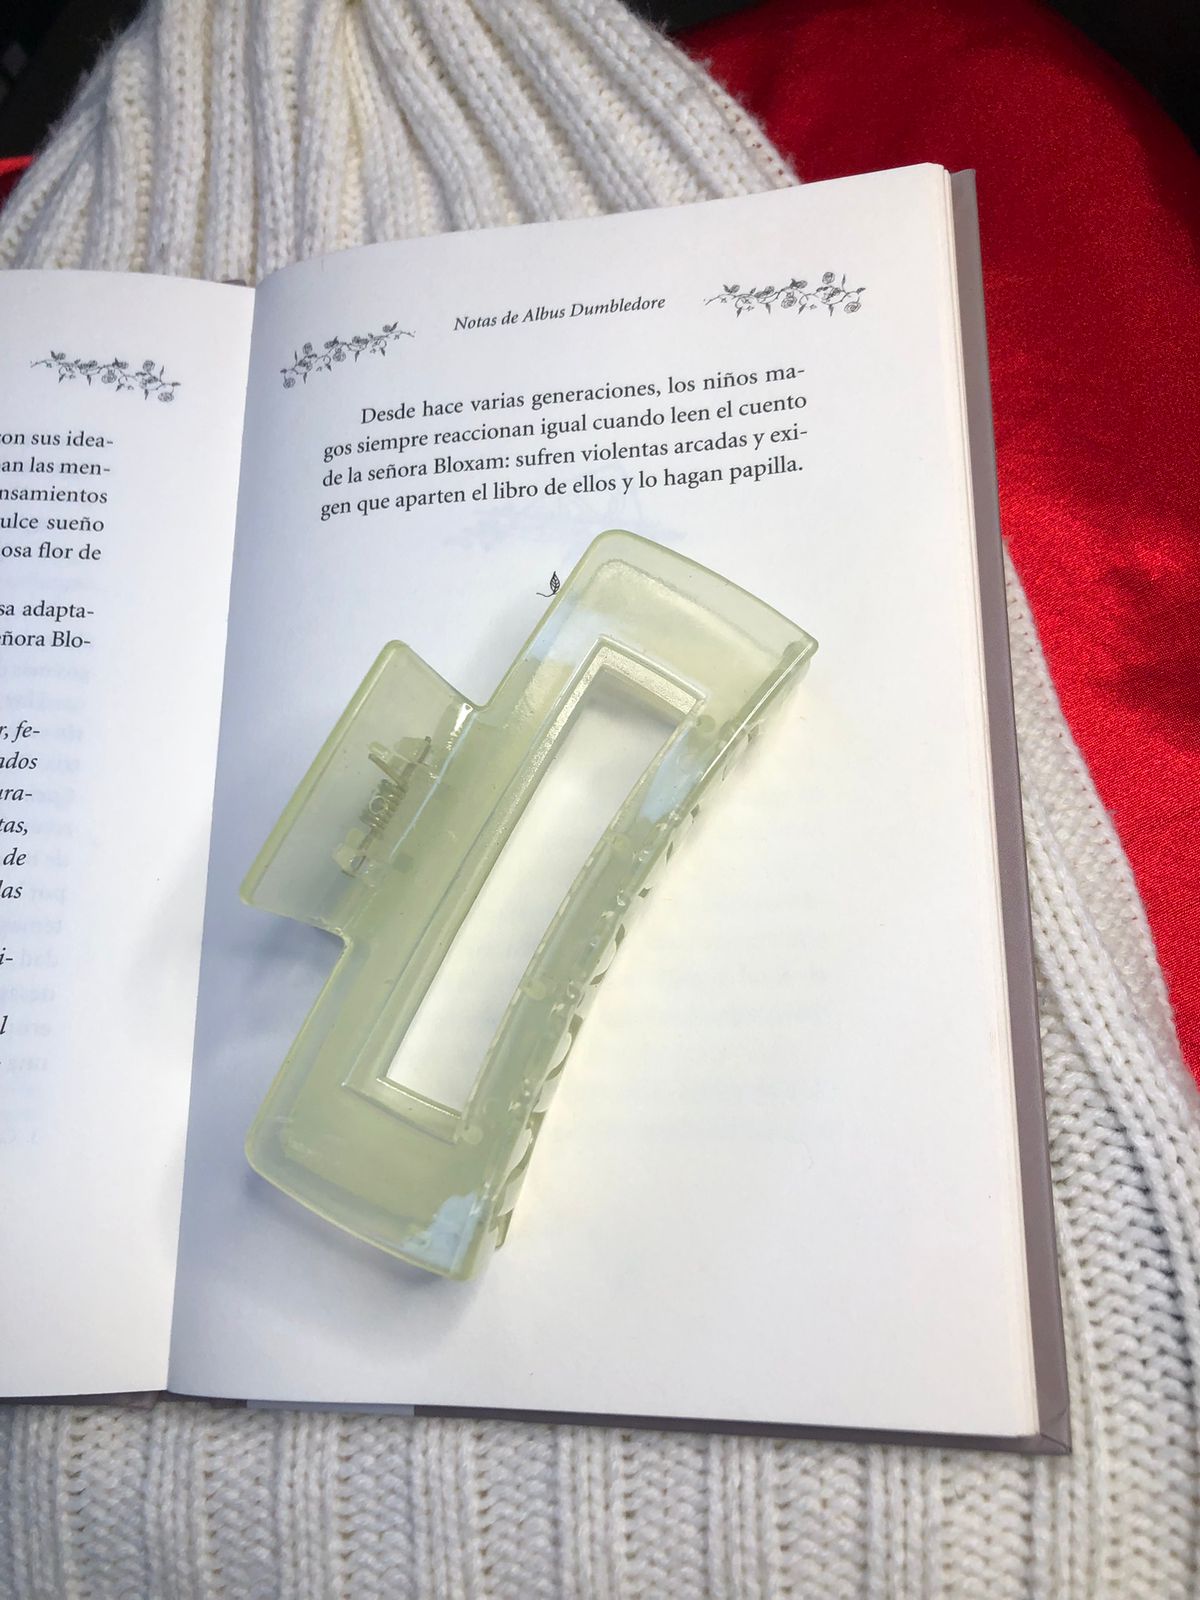 con sus idea-
an las men-
nsamientos
ulce sueño
osa flor de
sa adapta-
eñora Blo-
r, fe-
ados
ura-
tas,
de
las
i-
l
Notas de Albus Dumbledore
Desde hace varias generaciones, los niños ma-
gos siempre reaccionan igual cuando leen el cuento
de la señora Bloxam: sufren violentas arcadas y exi-
gen que aparten el libro de ellos y lo hagan papilla.